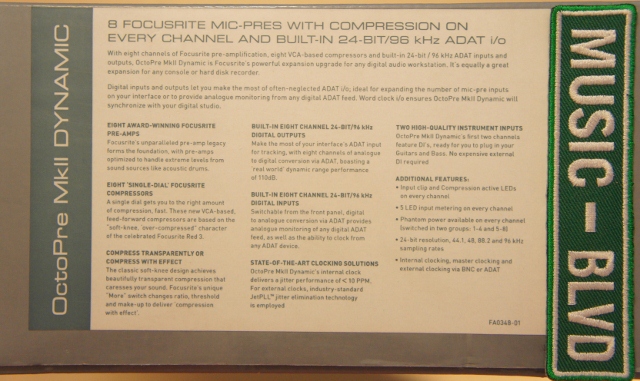 OctoPre MkII DYNAMIC
8 FOCUSRITE MIC-PRES WITH COMPRESSION ON
EVERY CHANNEL AND BUILT-IN 24-BIT/96 kHz ADAT i/o
With eight channels of Focusrite pre-amplification, eight VCA-based compressors and built-in 24-bit / 96 kHz ADAT inputs and
outputs, OctoPre MkII Dynamic is Focusrite's powerful expansion upgrade for any digital audio workstation. It's equally a great
expansion for any console or hard disk recorder.
Digital inputs and outputs let you make the most of often-neglected ADAT i/o; ideal for expanding the number of mic-pre inputs
on your interface or to provide analogue monitoring from any digital ADAT feed. Word clock i/o ensures OctoPre MkII Dynamic will
synchronize with your digital studio.
EIGHT AWARD-WINNING FOCUSRITE
PRE-AMPS
Focusrite's unparalleled pre-amp legacy
forms the foundation, with pre-amps
optimized to handle extreme levels from
sound sources like acoustic drums.
EIGHT 'SINGLE-DIAL' FOCUSRITE
COMPRESSORS
A single dial gets you to the right amount
of compression, fast. These new VCA-based,
feed-forward compressors are based on the
"soft-knee, "over-compressed" character
of the celebrated Focusrite Red 3.
COMPRESS TRANSPARENTLY OR
COMPRESS WITH EFFECT
The classic soft-knee design achieves
beautifully transparent compression that
caresses your sound. Focusrite's unique
"More" switch changes ratio, threshold
and make-up to deliver 'compression
with effect'.
BUILT-IN EIGHT CHANNEL 24-BIT/96 kHz
DIGITAL OUTPUTS
Make the most of your interface's ADAT input
for tracking, with eight channels of analogue
to digital conversion via ADAT, boasting a
'real world' dynamic range performance
of 110dB.
BUILT-IN EIGHT CHANNEL 24-BIT/96 kHz
DIGITAL INPUTS
Switchable from the front panel, digital
to analogue conversion via ADAT provides
analogue monitoring of any digital ADAT
feed, as well as the ability to clock from
any ADAT device.
STATE-OF-THE-ART CLOCKING SOLUTIONS
OctoPre MkII Dynamic's internal clock
delivers a jitter performance of < 10 PPM.
For external clocks, industry-standard
JetPLL™ jitter elimination technology
is employed
TWO HIGH-QUALITY INSTRUMENT INPUTS
OctoPre MkII Dynamic's first two channels
feature DI's, ready for you to plug in your
Guitars and Bass. No expensive external
DI required
ADDITIONAL FEATURES:
• Input clip and Compression active LEDs
on every channel
• 5 LED input metering on every channel
• Phantom power available on every channel
(switched in two groups: 1-4 and 5-8)
• 24-bit resolution, 44.1, 48, 88.2 and 96 kHz
sampling rates
• Internal clocking, master clocking and
external clocking via BNC or ADAT
FA0368-01
MUSIC - BLVD